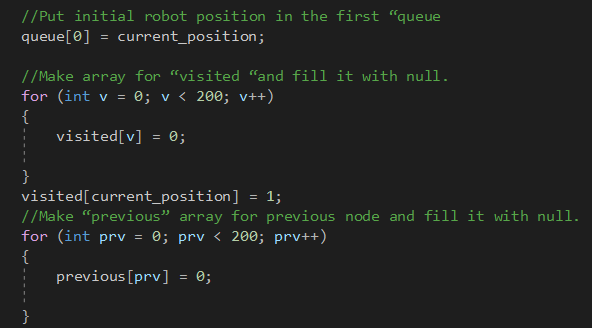 //Put initial robot position in the first “queue
queue[0] = current_position;
//Make array for “visited “and fill it with null.
for (int v = 0; v < 200; v++)
{
visited[v] = 0;
}
visited[current_position] = 1;
//Make “previous” array for previous node and fill it with null.
for (int prv = 0; prv < 200; prv++)
{
previous[prv] = 0;
}